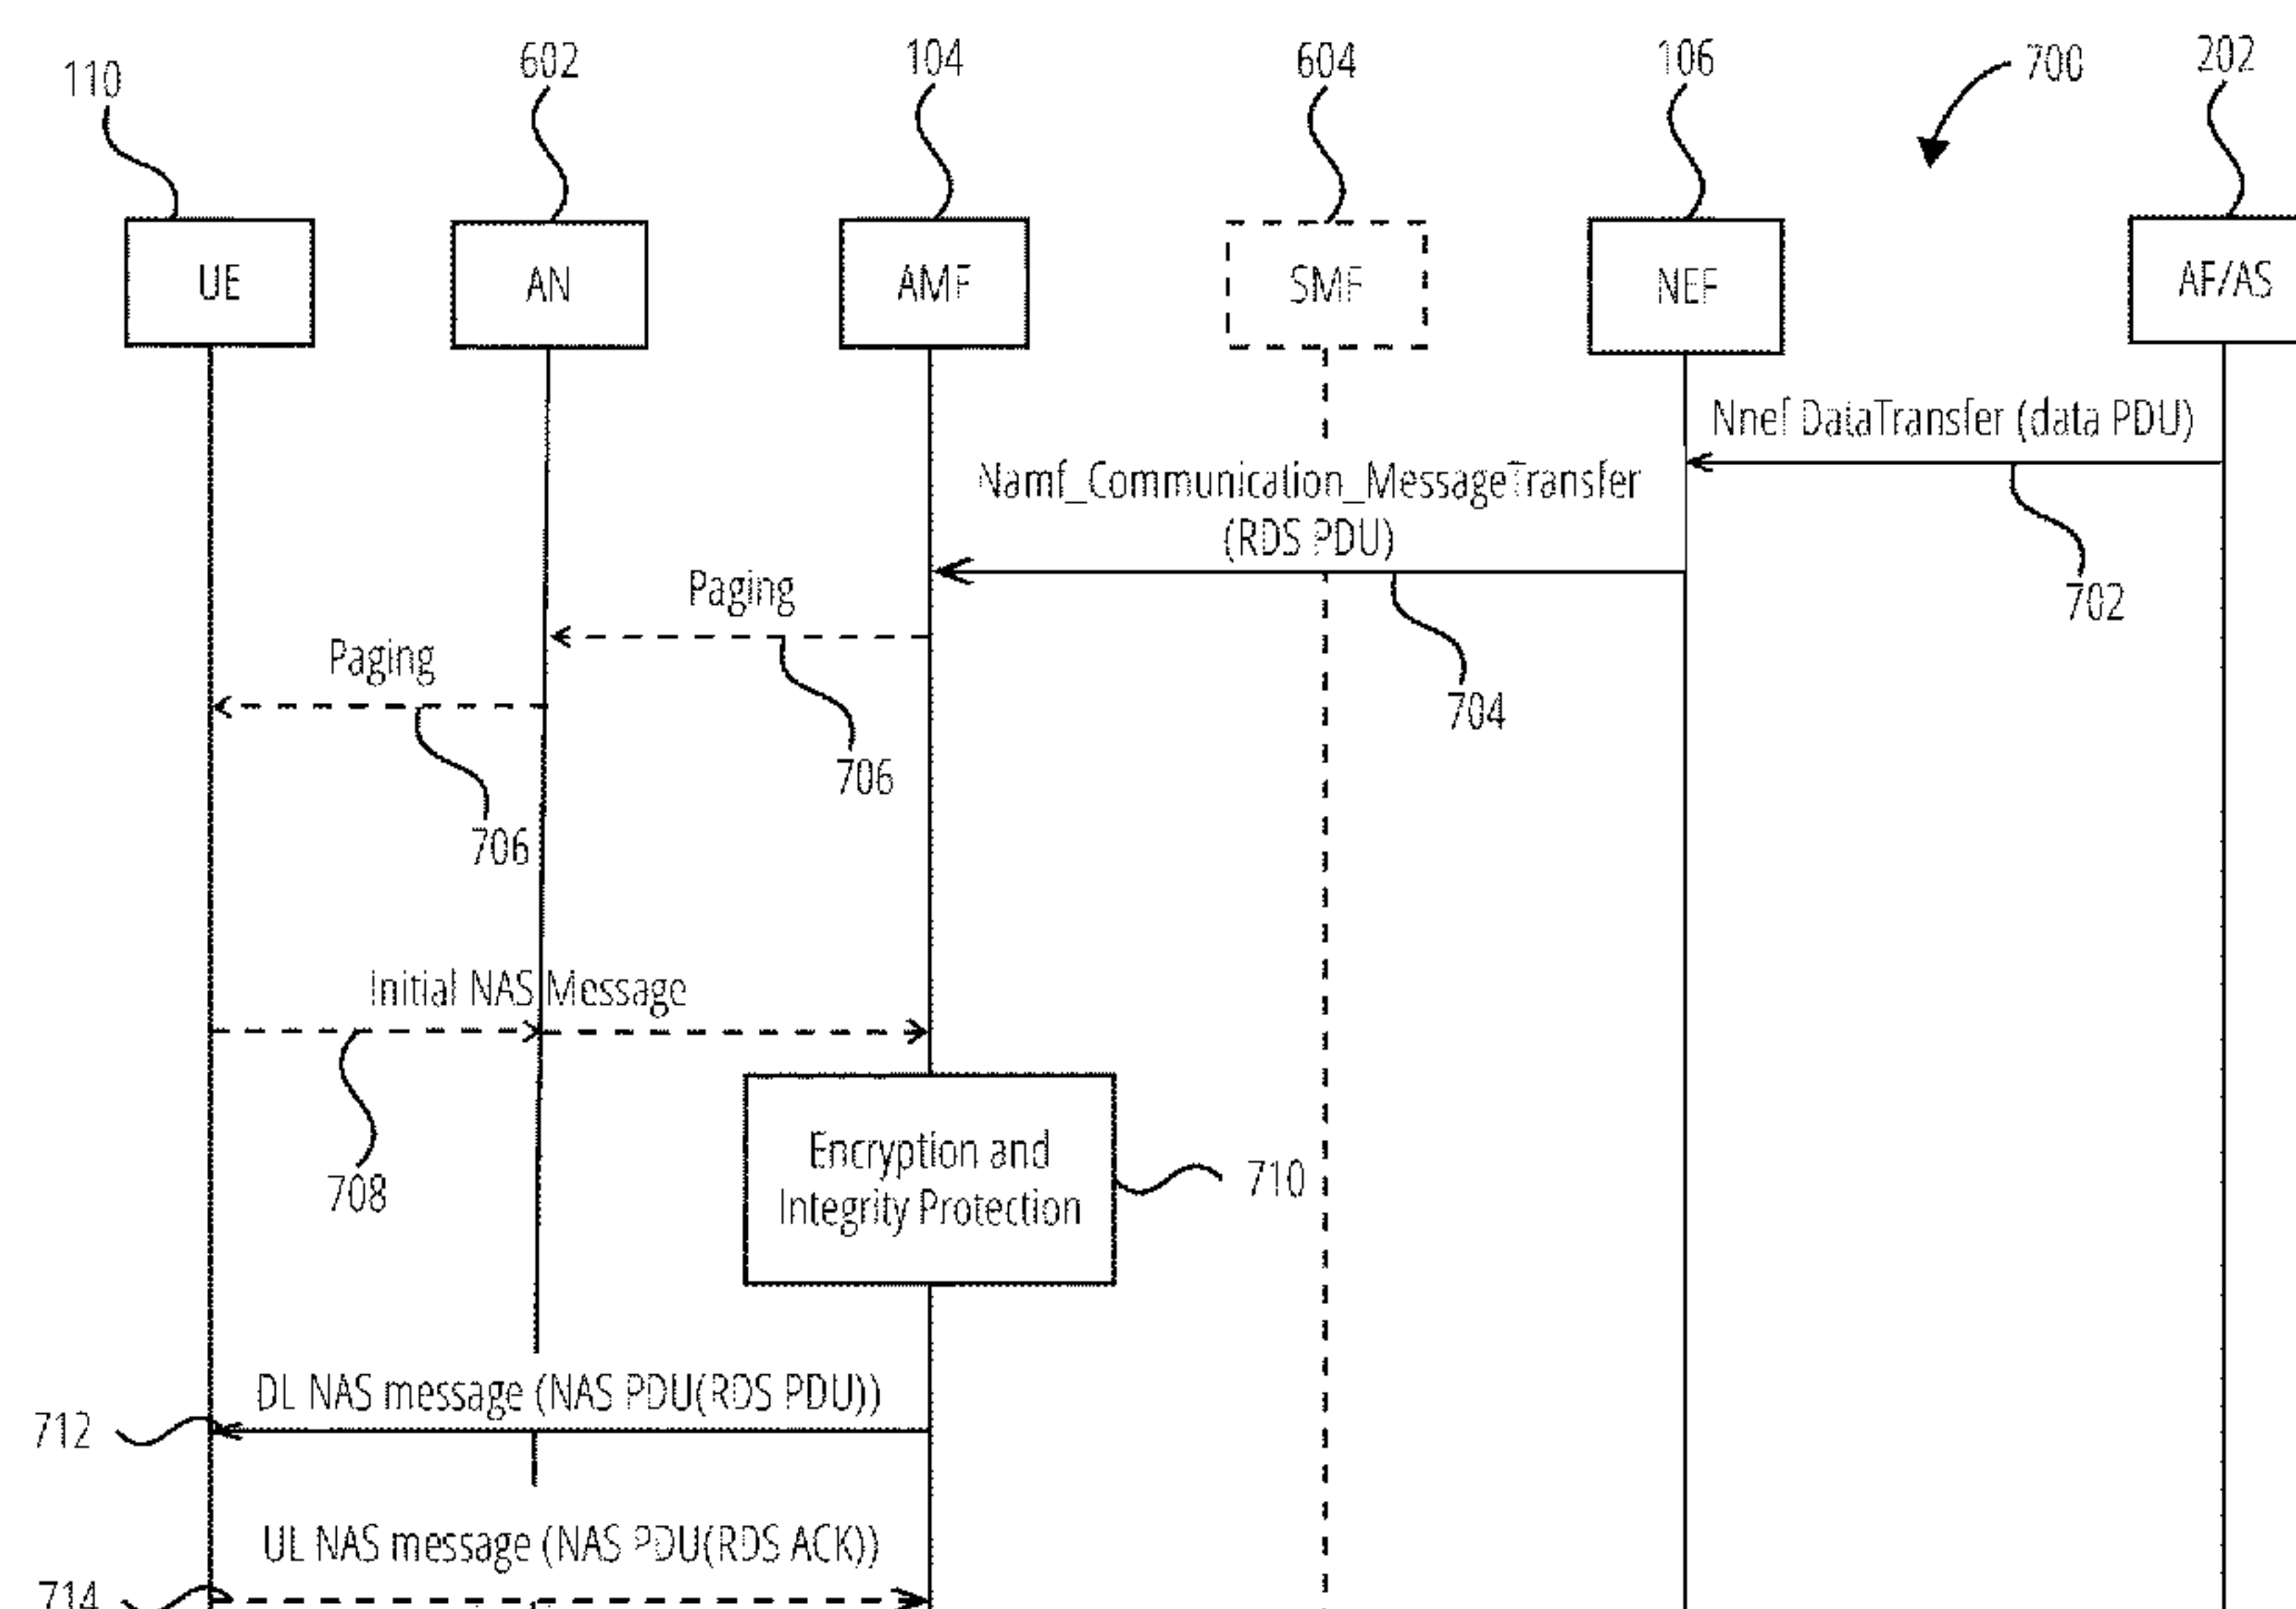 110
602
104
604
106
700
202
UE
AN
AMF
SMF
NEF
AF/AS
Nnef DataTransfer (data PDU)
702
Namf_Communication_MessageTransfer
(RDS PDU)
704
Paging
706
Paging
706
Initial NAS Message
708
Encryption and
Integrity Protection
710
DL NAS message (NAS PDU(RDS PDU))
712
UL NAS message (NAS PDU(RDS ACK))
714